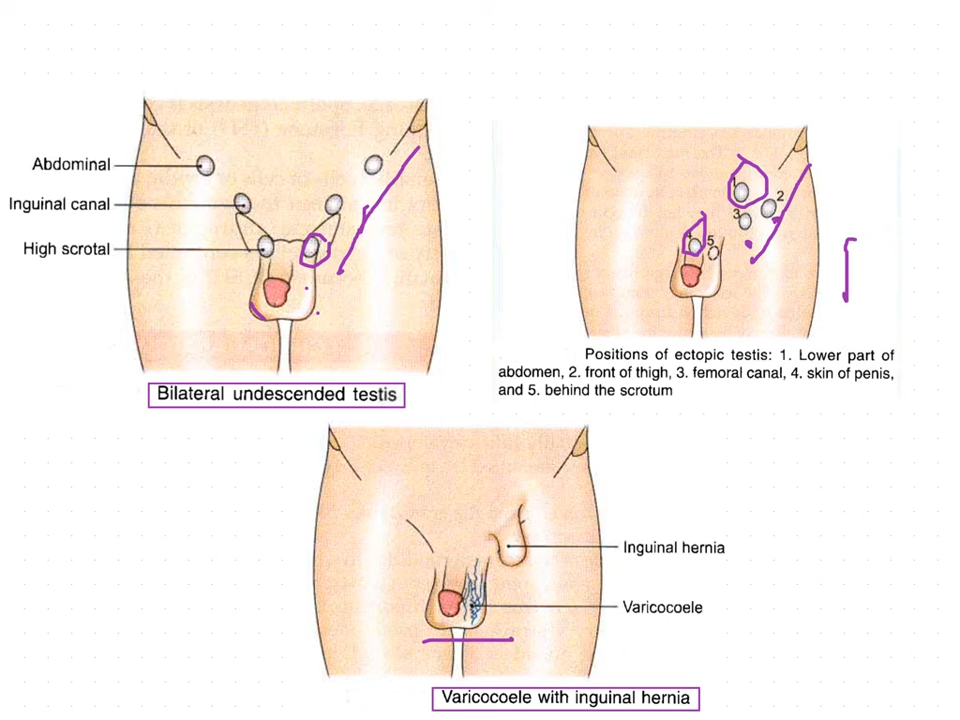 Abdominal
Inguinal canal
High scrotal
Bilateral undescended testis
1
2
3
4
5
Positions of ectopic testis: 1. Lower part of
abdomen, 2. front of thigh, 3. femoral canal, 4. skin of penis,
and 5. behind the scrotum
Inguinal hernia
Varicocoele
Varicocoele with inguinal hernia